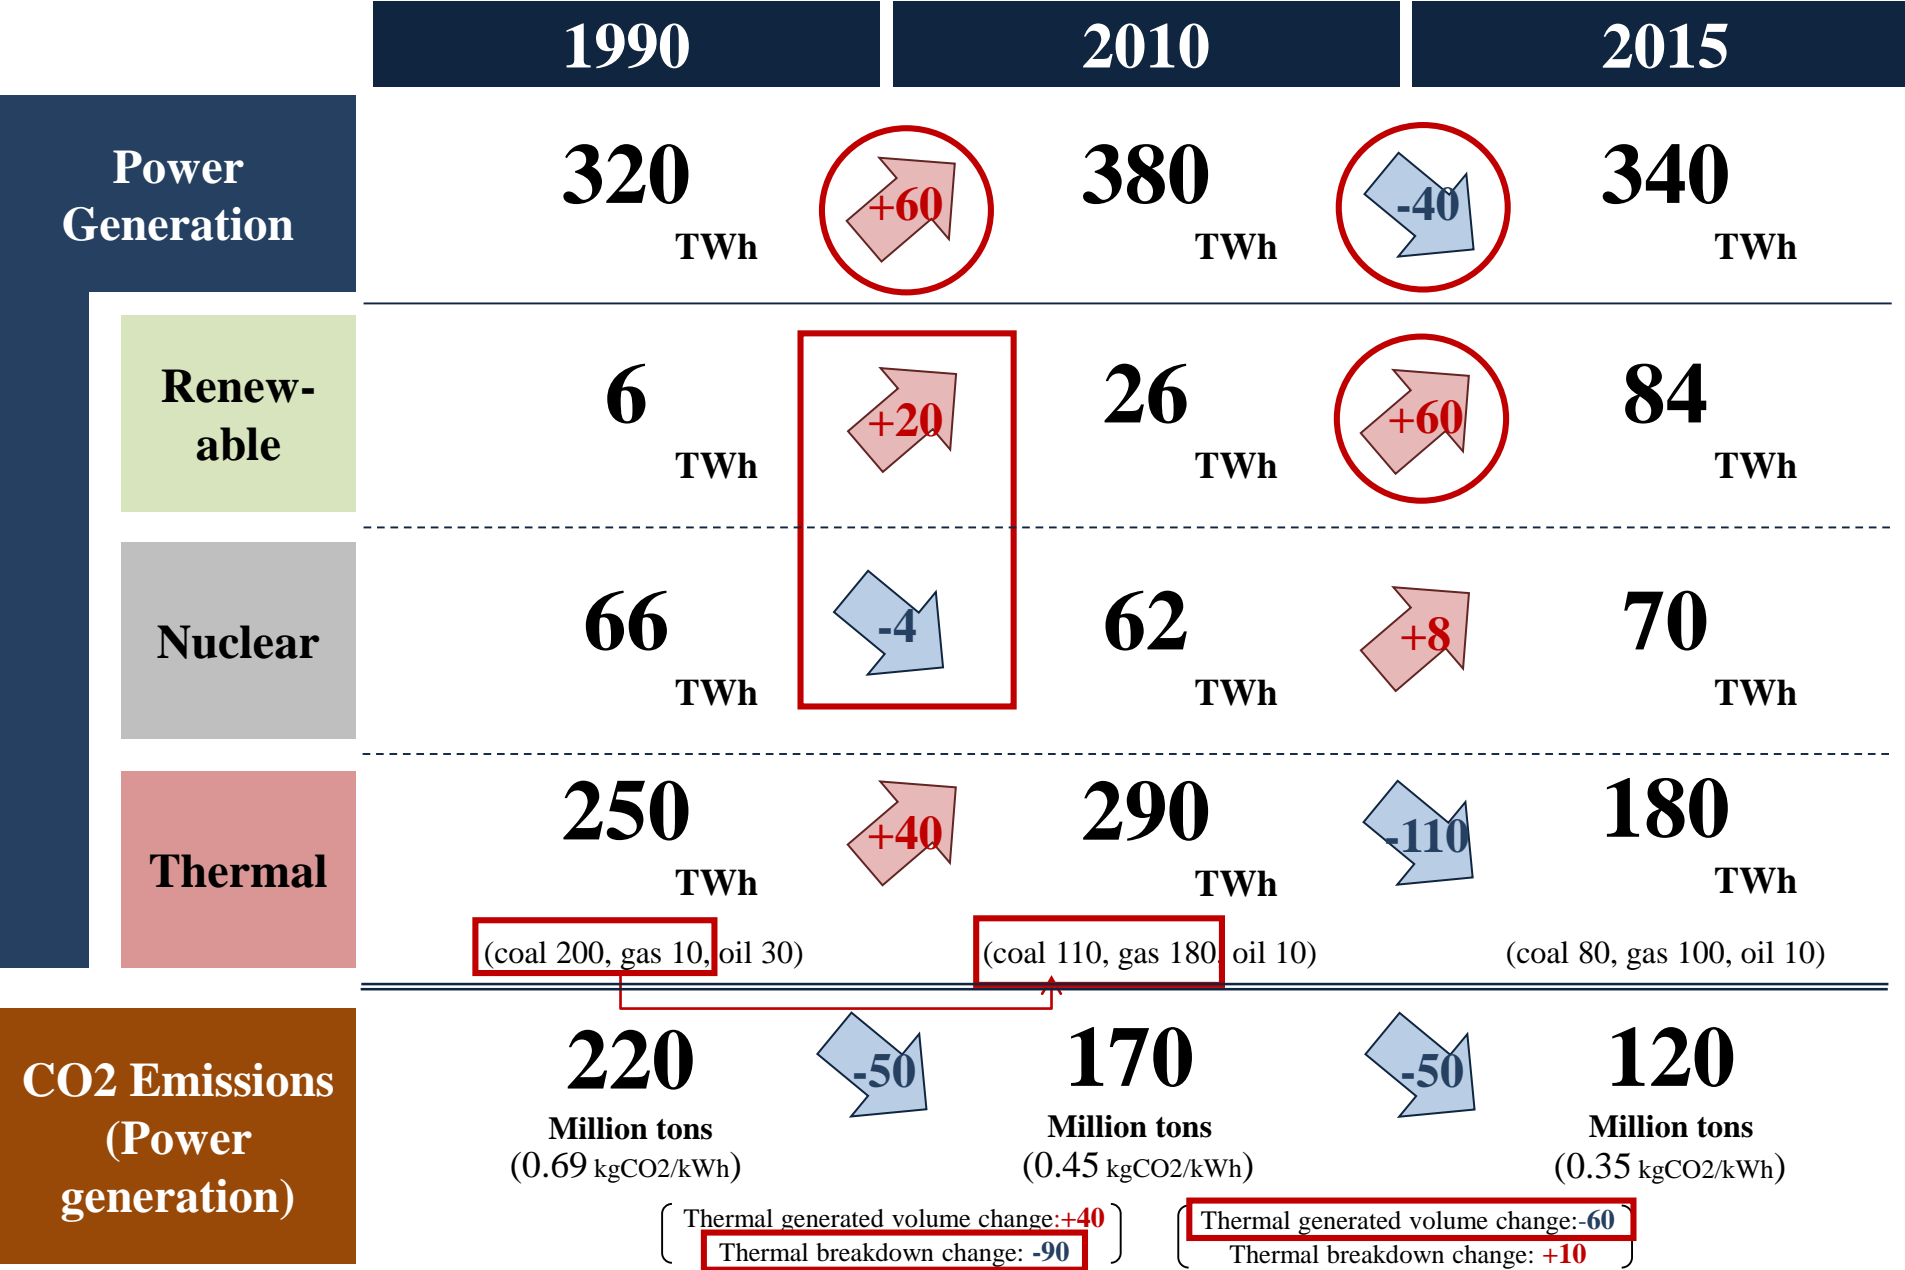 1990 2010 2015
Power
Generation
320 TWh +60 380 TWh -40 340 TWh
Renew-
able
6 TWh +20 26 TWh +60 84 TWh
Nuclear
66 TWh -4 62 TWh +8 70 TWh
Thermal
250 TWh +40 290 TWh -110 180 TWh
(coal 200, gas 10, oil 30) (coal 110, gas 180, oil 10) (coal 80, gas 100, oil 10)
CO2 Emissions
(Power
generation)
220 -50 170 -50 120
Million tons Million tons Million tons
(0.69 kgCO2/kWh) (0.45 kgCO2/kWh) (0.35 kgCO2/kWh)
Thermal generated volume change:+40 Thermal generated volume change:-60
Thermal breakdown change: -90 Thermal breakdown change: +10